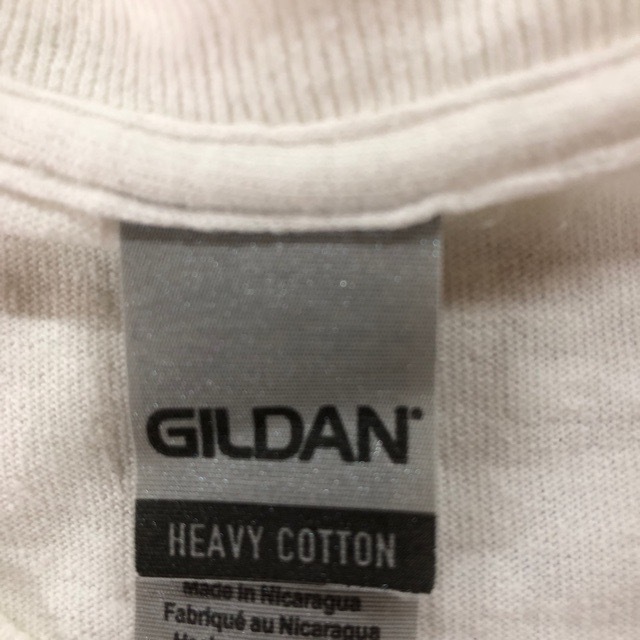 GILDAN®
HEAVY COTTON
Made in Nicaragua
Fabriqué au Nicaragua